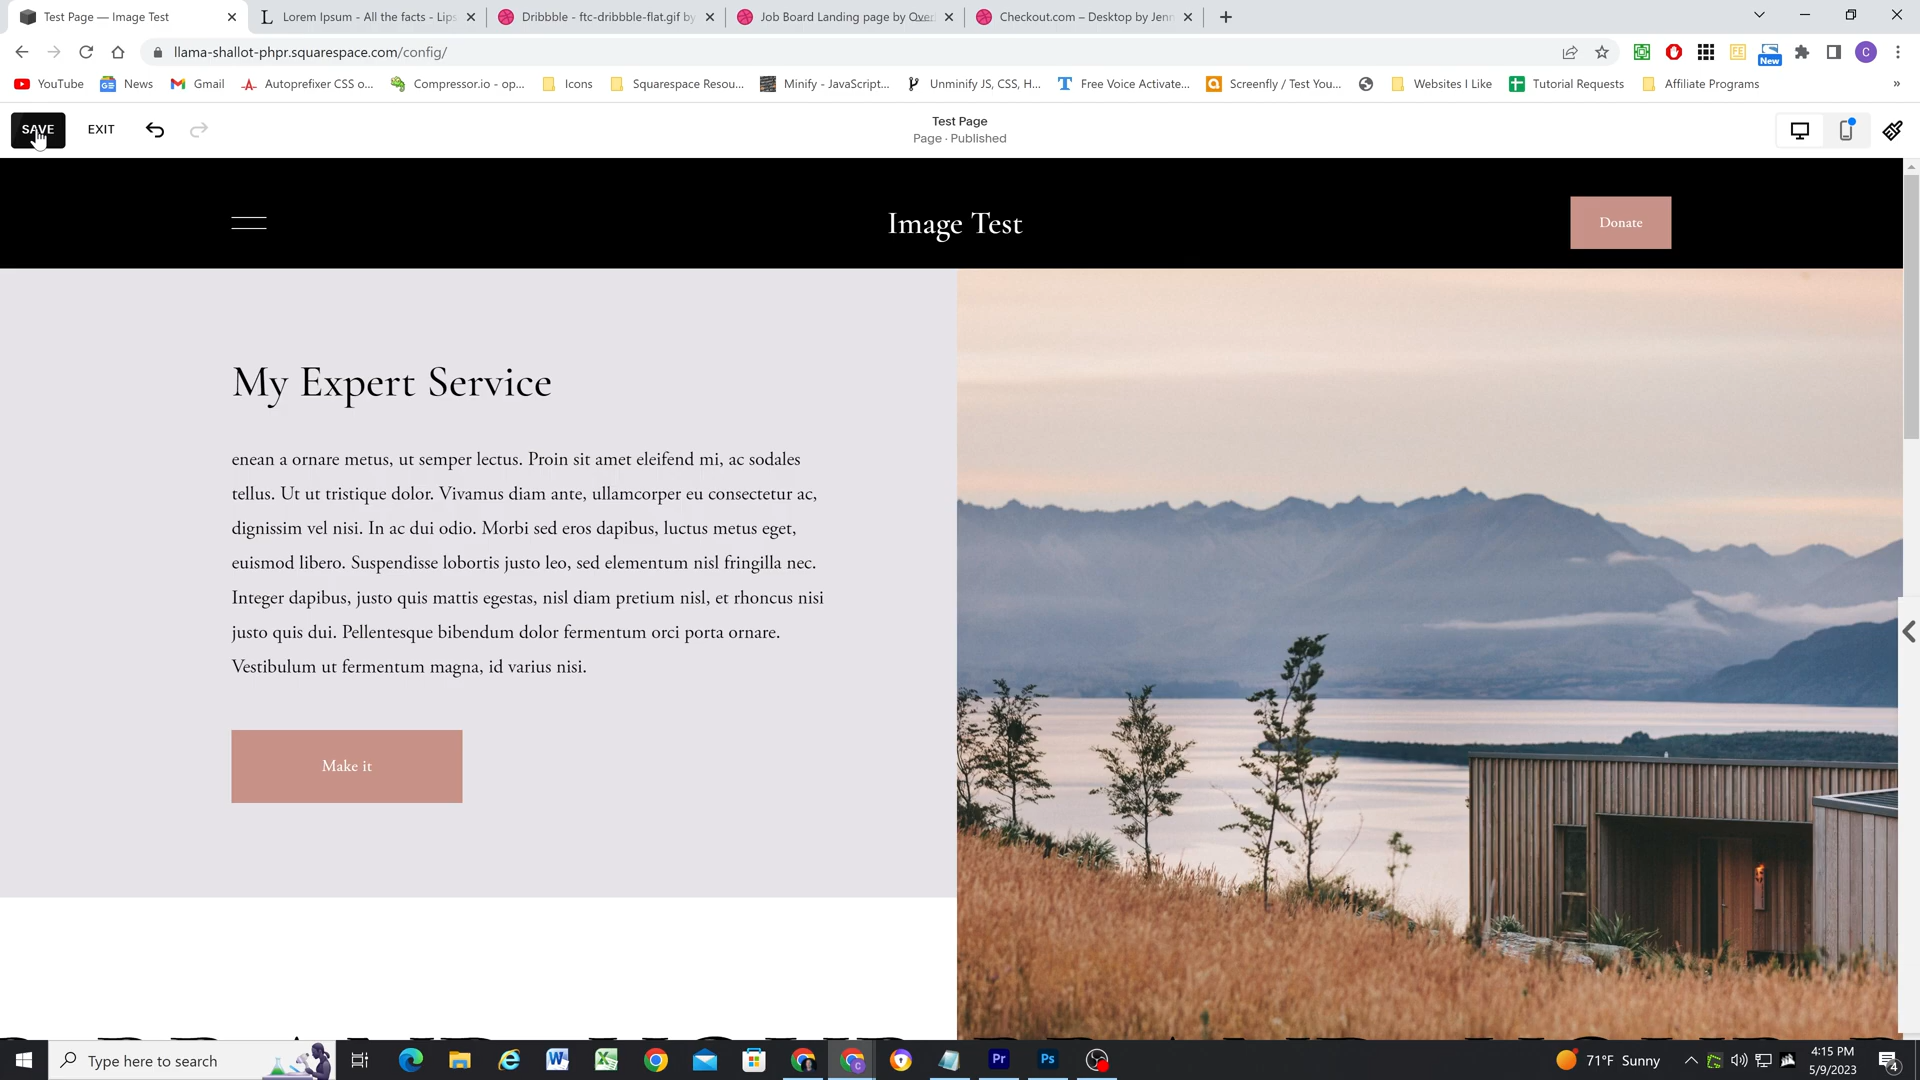 Test Page — Image Test
Lorem Ipsum - All the facts - Lips
Dribbble - ftc-dribbble-flat.gif by
Job Board Landing page by Over
Checkout.com – Desktop by Jenn
llama-shallot-phpr.squarespace.com/config/
New
C
YouTube
News
Gmail
Autoprefixer CSS o...
Compressor.io - op...
Icons
Squarespace Resou...
Minify - JavaScript...
Unminify JS, CSS, H...
Free Voice Activate...
Screenfly / Test You...
Websites I Like
Tutorial Requests
Affiliate Programs
»
SAVE
EXIT
Test Page
Page · Published
Image Test
Donate
My Expert Service
enean a ornare metus, ut semper lectus. Proin sit amet eleifend mi, ac sodales
tellus. Ut ut tristique dolor. Vivamus diam ante, ullamcorper eu consectetur ac,
dignissim vel nisi. In ac dui odio. Morbi sed eros dapibus, luctus metus eget,
euismod libero. Suspendisse lobortis justo leo, sed elementum nisl fringilla nec.
Integer dapibus, justo quis mattis egestas, nisl diam pretium nisl, et rhoncus nisi
justo quis dui. Pellentesque bibendum dolor fermentum orci porta ornare.
Vestibulum ut fermentum magna, id varius nisi.
Make it
Type here to search
Pr
Ps
71°F Sunny
4:15 PM
5/9/2023
4